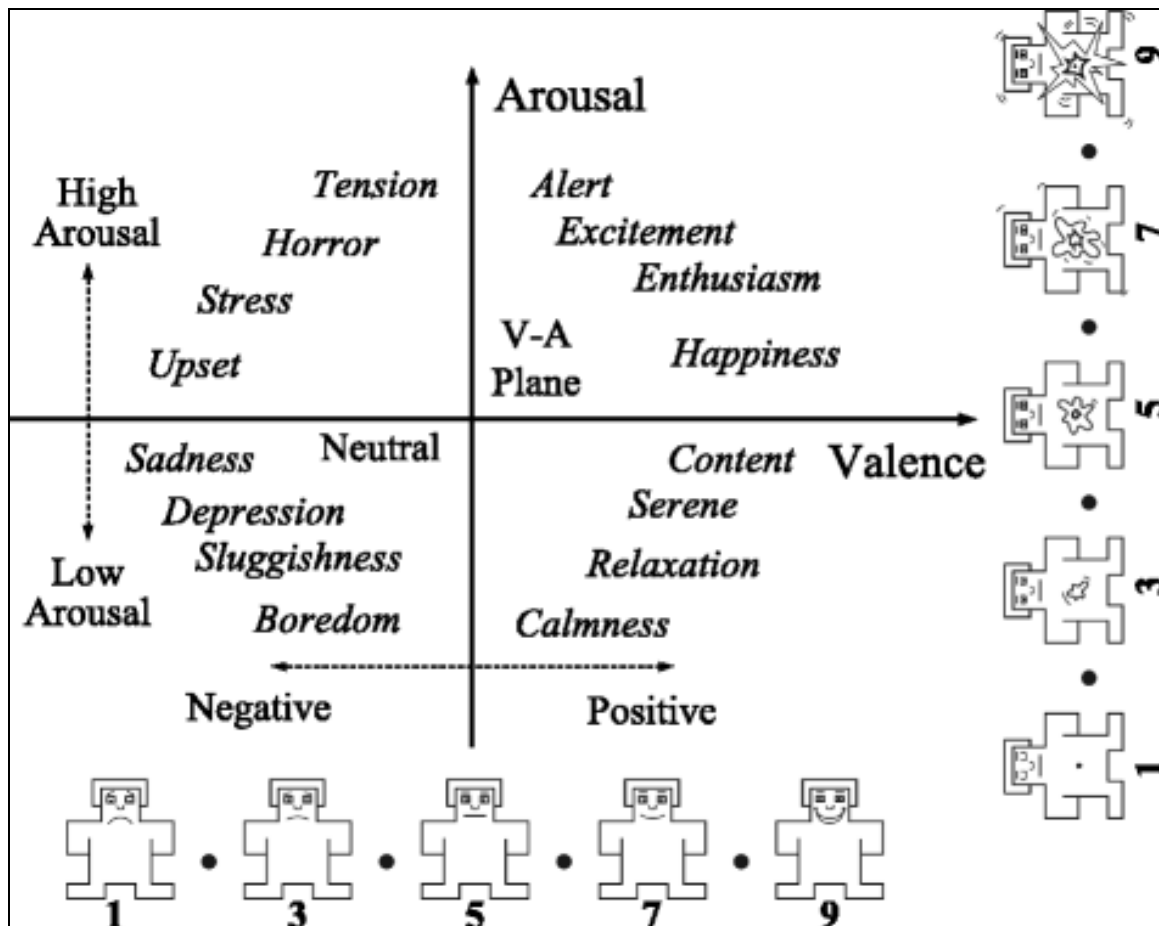 Arousal
High
Arousal
Tension
Alert
Horror
Excitement
Stress
Enthusiasm
Upset
V-A
Plane
Happiness
Neutral
Valence
Sadness
Content
Depression
Serene
Sluggishness
Relaxation
Low
Arousal
Boredom
Calmness
Negative
Positive
1
3
5
7
9
9
7
5
3
1